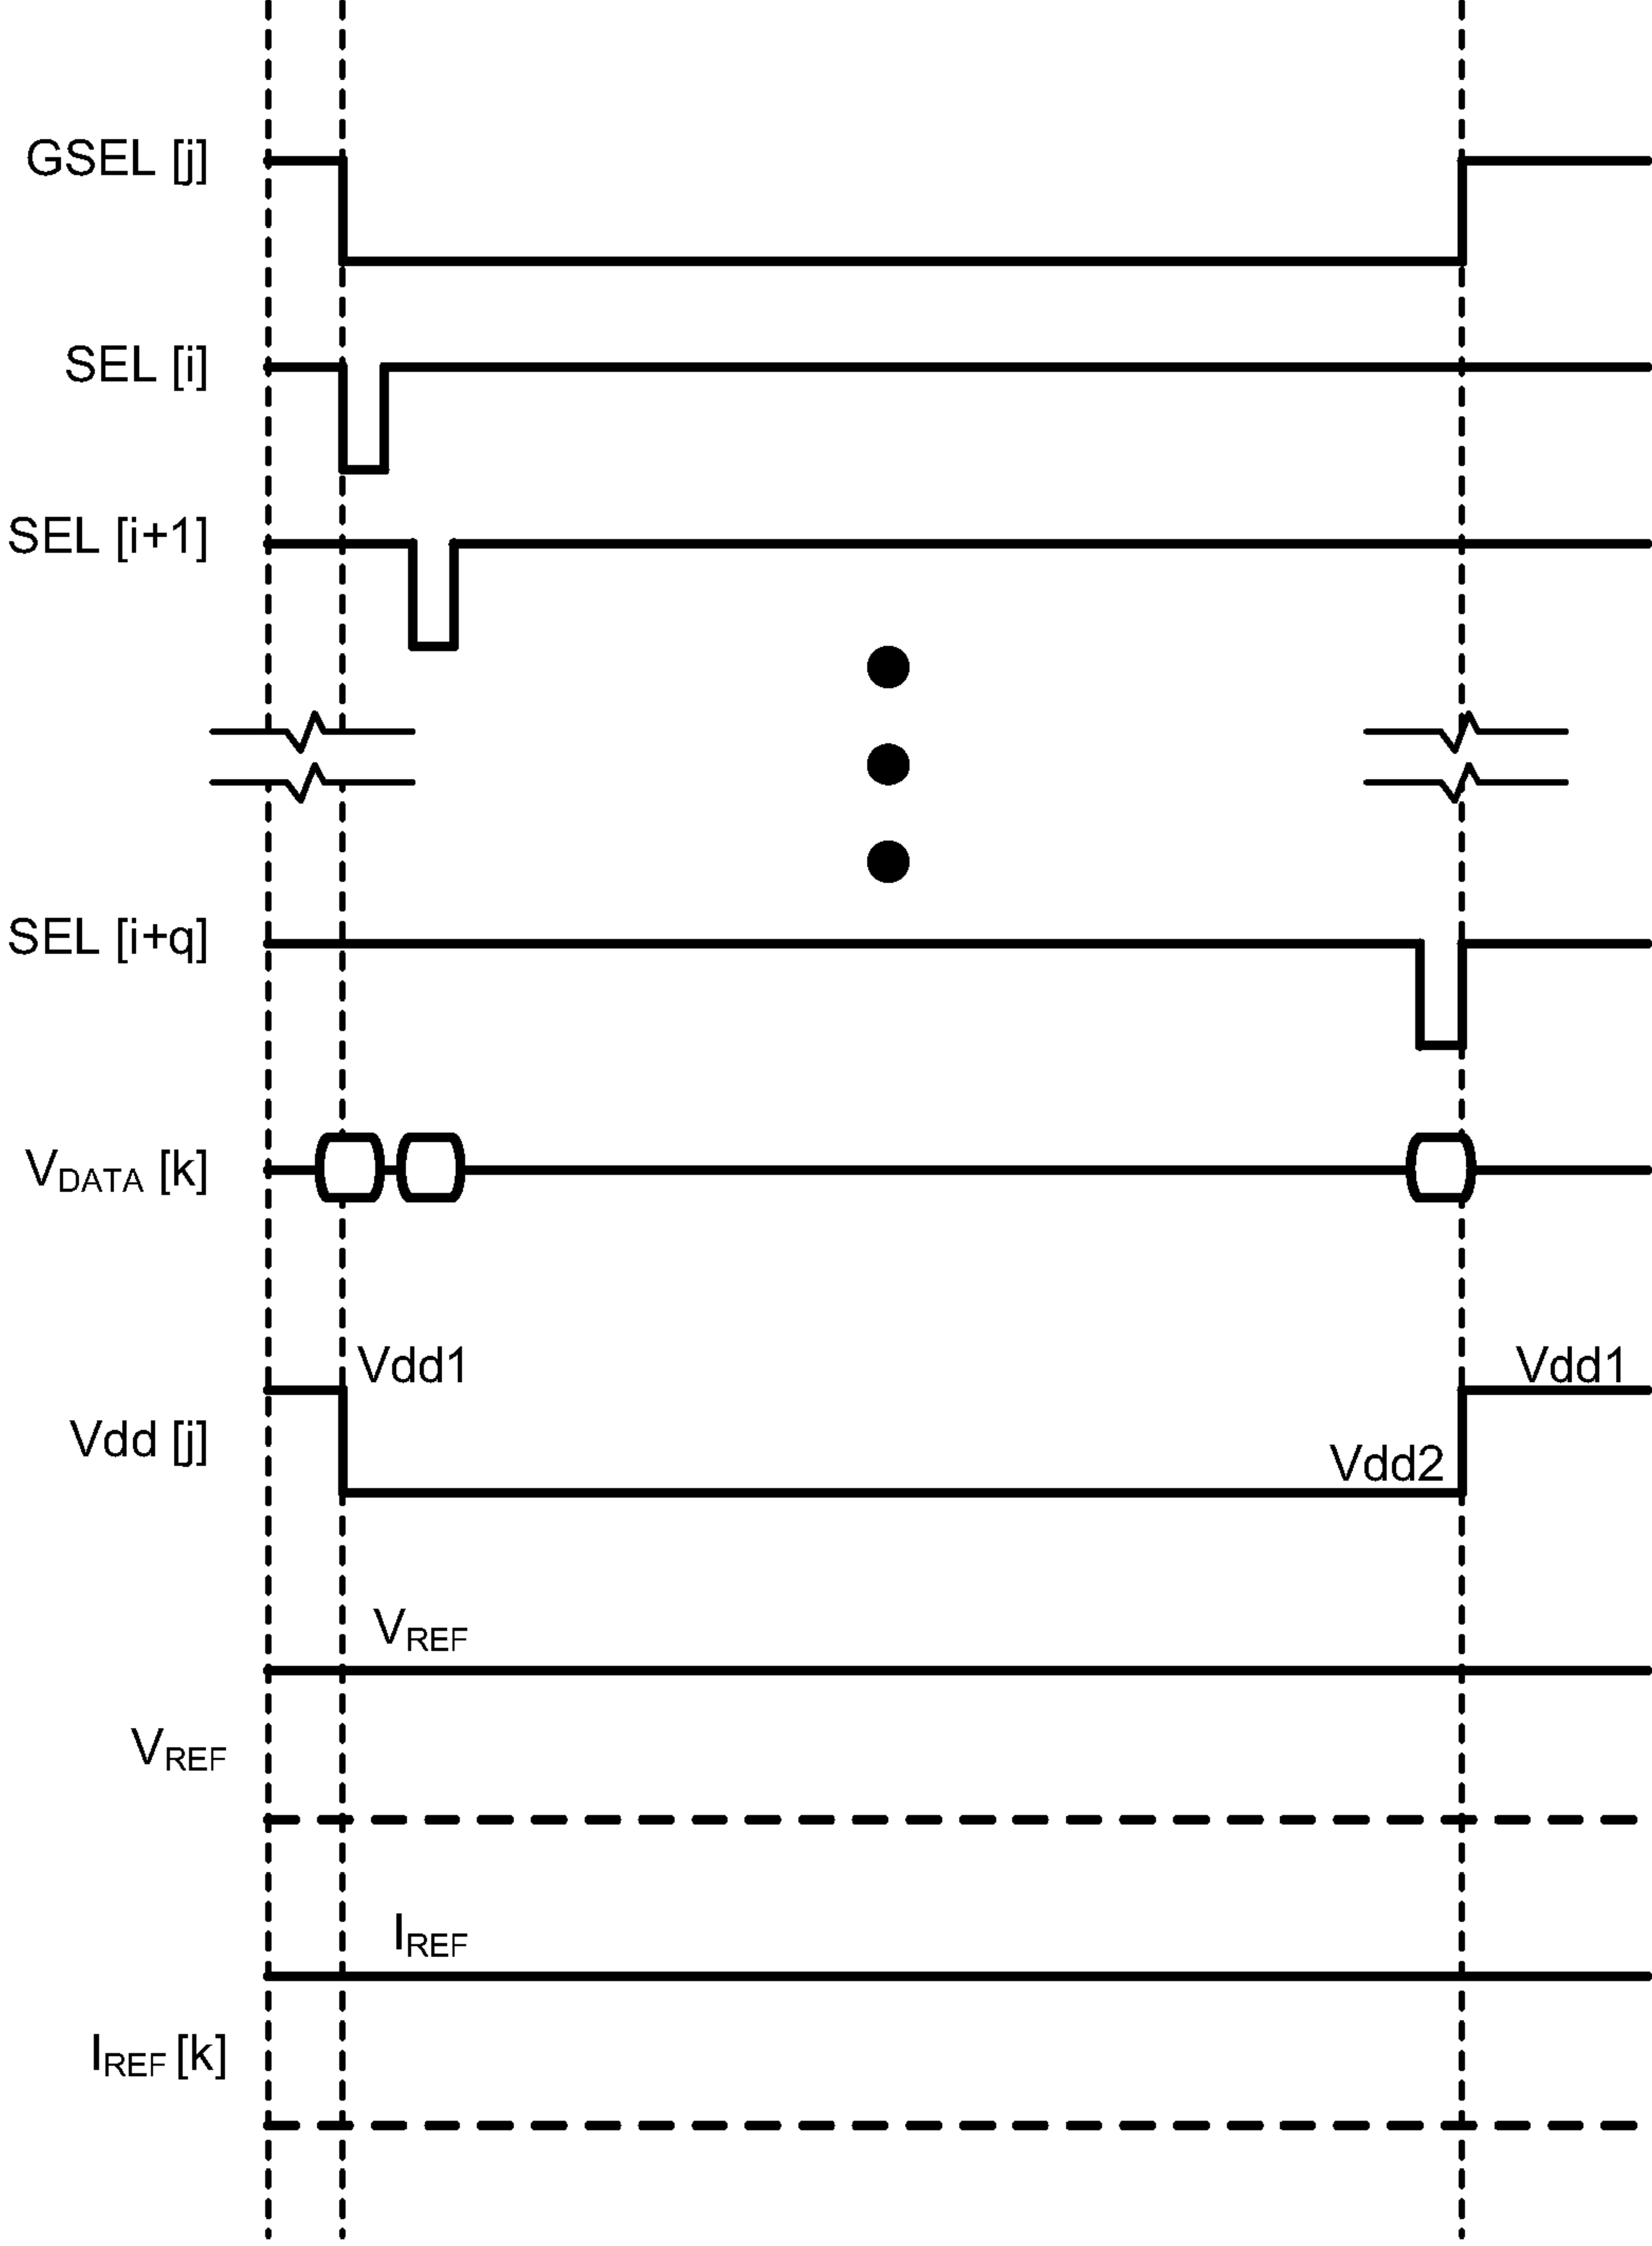 GSEL [j]
SEL [i]
SEL [i+1]
SEL [i+q]
VDATA [k]
Vdd1
Vdd1
Vdd [j]
Vdd2
VREF
VREF
IREF
IREF [k]